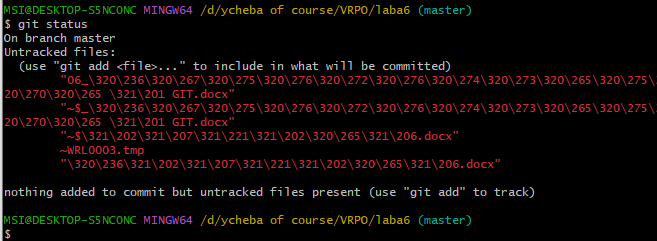 MSI@DESKTOP-S5NCONC MINGW64 /d/ycheba of course/VRPO/laba6 (master)
$ git status
On branch master
Untracked files:
  (use "git add <file>..." to include in what will be committed)
        "06_\320\236\320\267\320\275\320\276\320\272\320\276\320\274\320\273\320\265\320\275\3
20\270\320\265 \321\201 GIT.docx"
        "~$_\320\236\320\267\320\275\320\276\320\272\320\276\320\274\320\273\320\265\320\275\3
20\270\320\265 \321\201 GIT.docx"
        "~$\321\202\321\207\321\221\321\202\320\265\321\206.docx"
        ~WRL0003.tmp
        "\320\236\321\202\321\207\321\221\321\202\320\265\321\206.docx"
nothing added to commit but untracked files present (use "git add" to track)
MSI@DESKTOP-S5NCONC MINGW64 /d/ycheba of course/VRPO/laba6 (master)
$